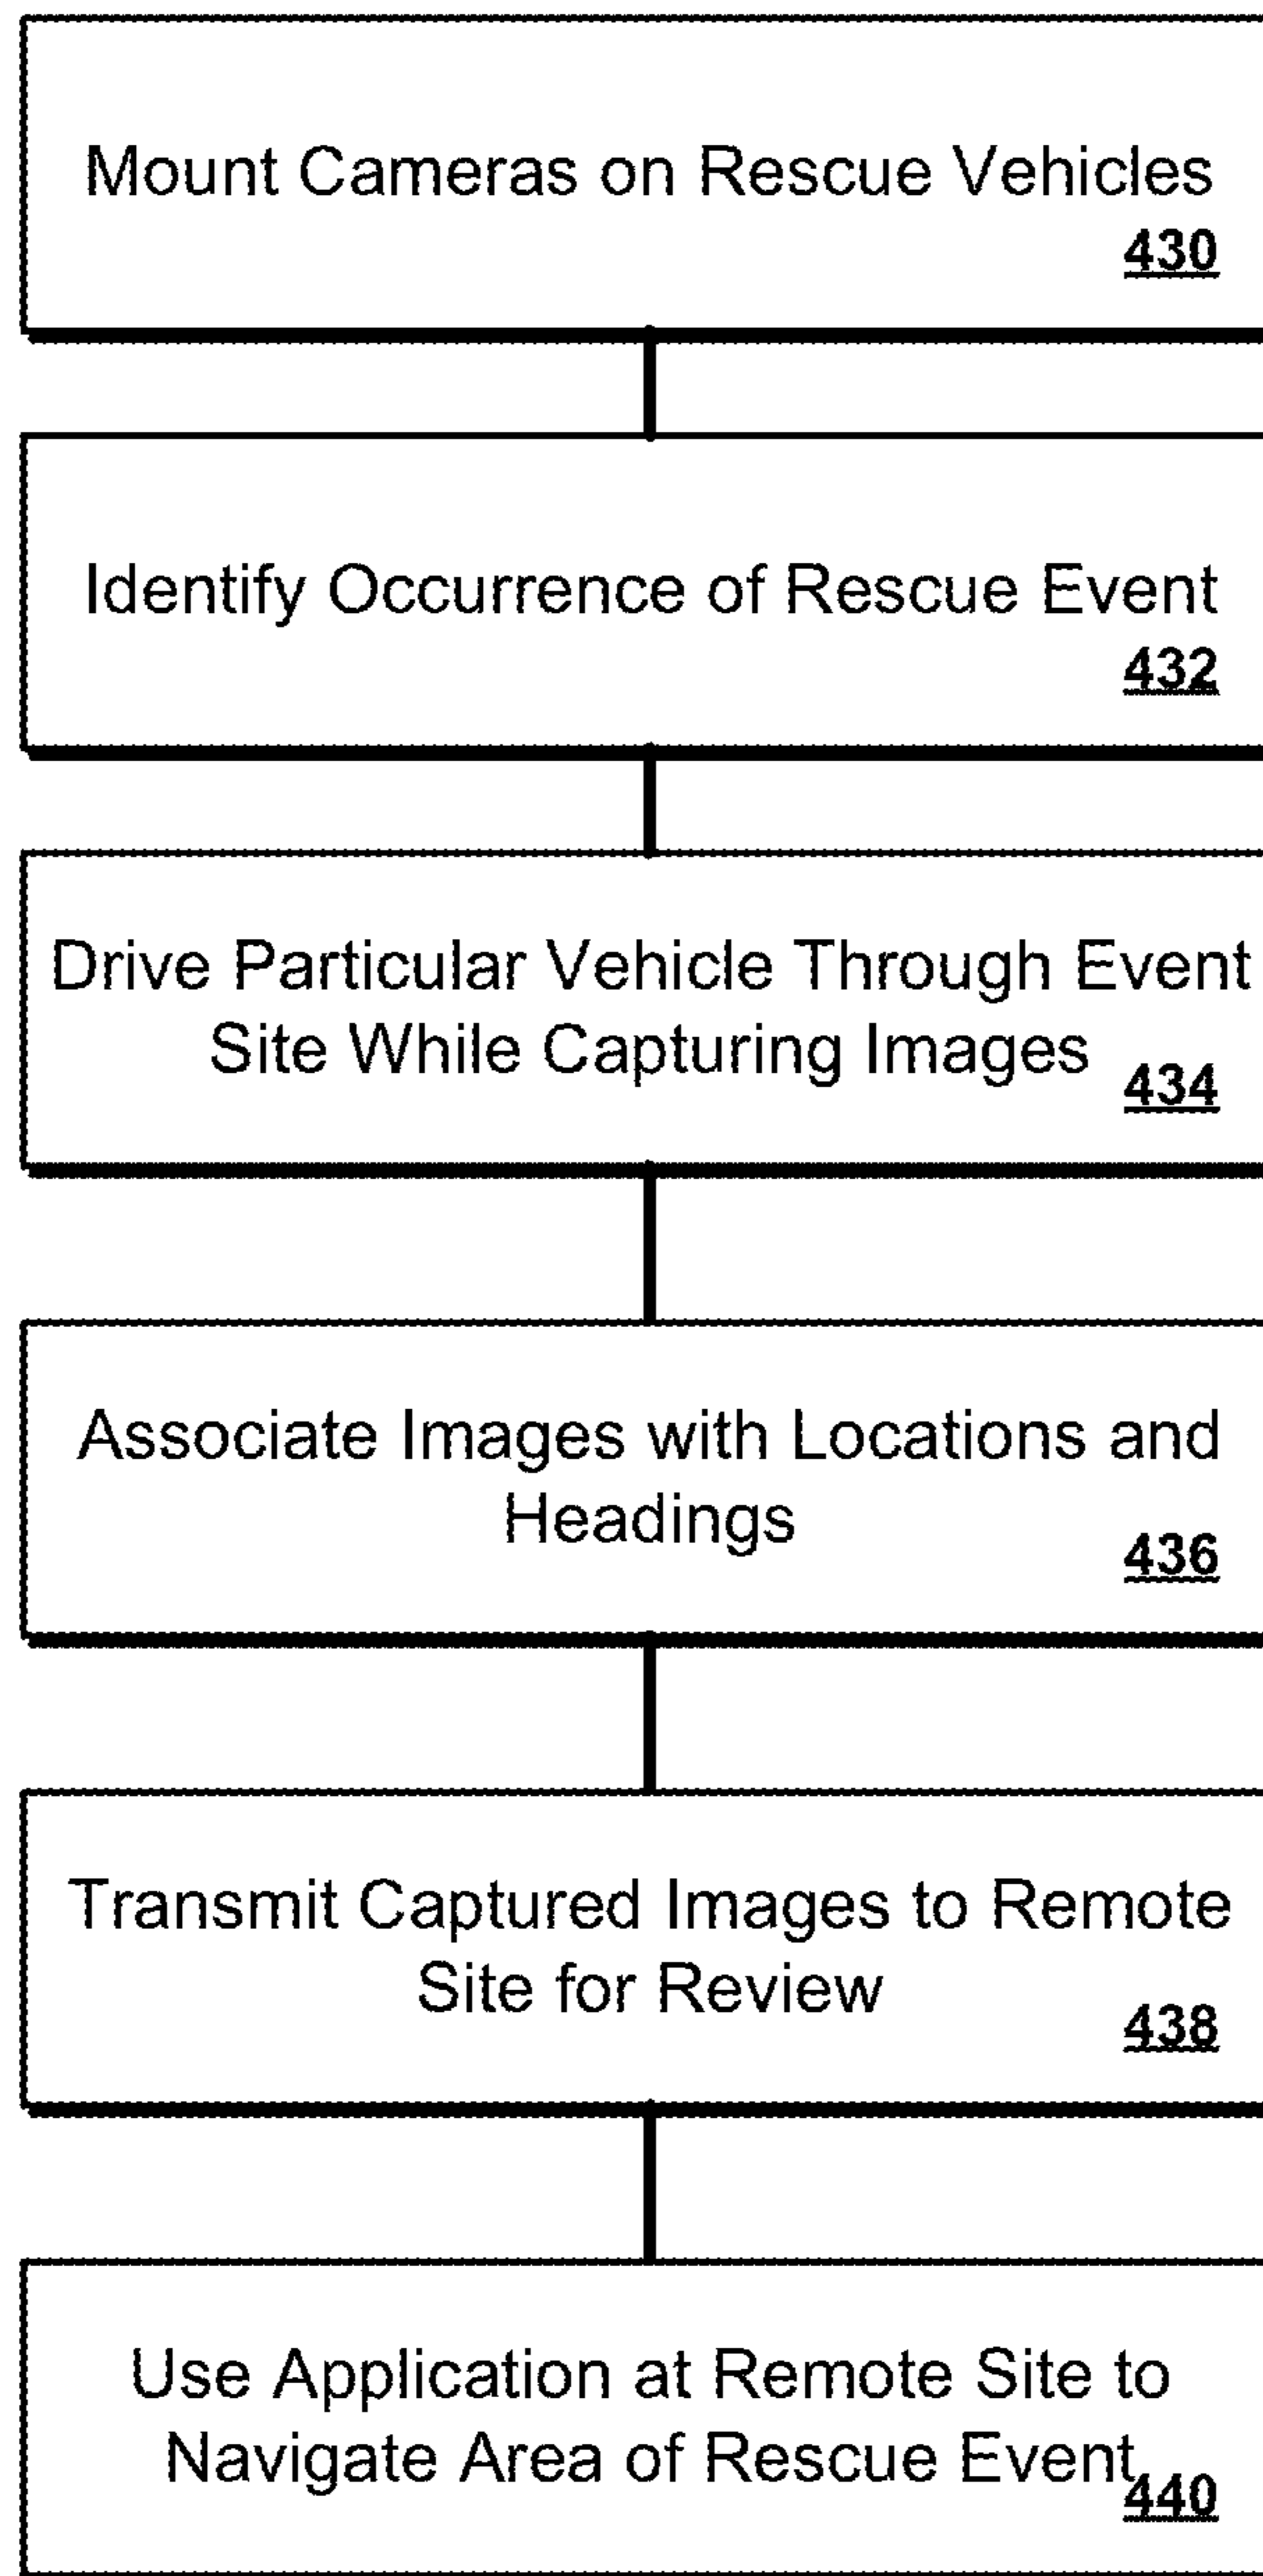 Mount Cameras on Rescue Vehicles
430
Identify Occurrence of Rescue Event
432
Drive Particular Vehicle Through Event
Site While Capturing Images
434
Associate Images with Locations and
Headings
436
Transmit Captured Images to Remote
Site for Review
438
Use Application at Remote Site to
Navigate Area of Rescue Event
440